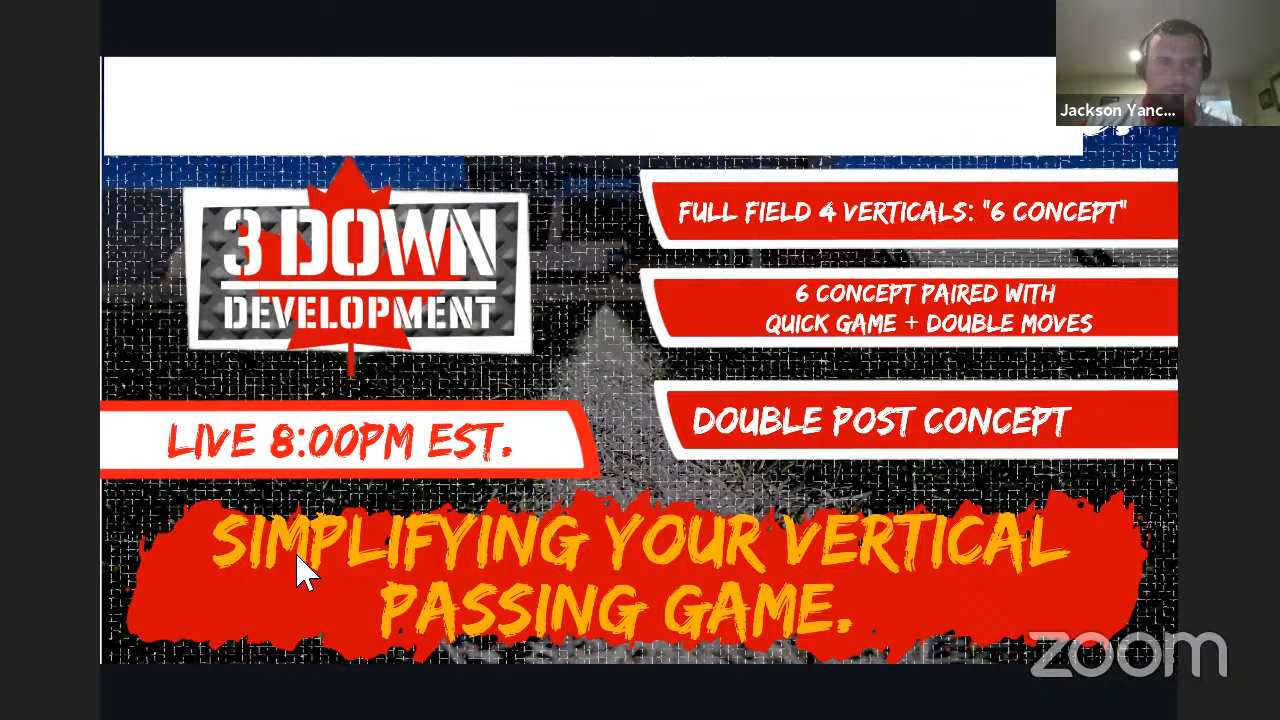 Jackson Yanc...
3 DOWN
DEVELOPMENT
FULL FIELD 4 VERTICALS: "6 CONCEPT"
6 CONCEPT PAIRED WITH
QUICK GAME + DOUBLE MOVES
DOUBLE POST CONCEPT
LIVE 8:00PM EST.
SIMPLIFYING YOUR VERTICAL
PASSING GAME.
zoom